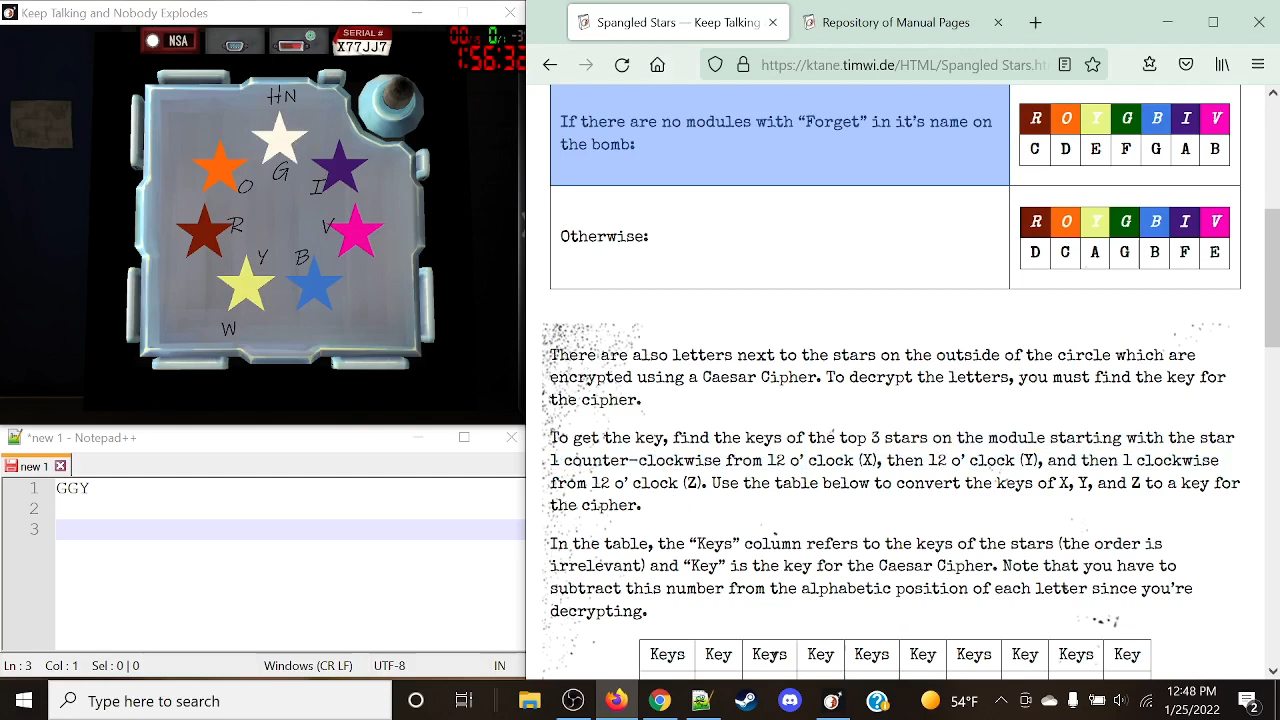 Keep Talking and Nobody Explodes
NSA
SERIAL #
X77JJ7
1:56:32
HN
G
O
I
R
V
Y
B
W
*new 1 - Notepad++
new 1
1
GGY
2
3
Ln : 3
Col : 1
Sel : 0 | 0
Windows (CR LF)
UTF-8
IN
Spangled Stars — Keep Talking
Repository of Manual Pages
https://ktane.timwi.de/HTML/Spangled Stars.ht
If there are no modules with “Forget” in it’s name on
the bomb:
R O Y G B I V
C D E F G A B
Otherwise:
R O Y G B I V
D C A G B F E
There are also letters next to the stars on the outside of the circle which are
encrypted using a Caesar Cipher. To decrypt the letters, you must find the key for
the cipher.
To get the key, find the keys of the top 3 stars on the module starting with the star
1 counter-clockwise from 12 o’ clock (X), then 12 o’ clock (Y), and then 1 clockwise
from 12 o’ clock (Z). Use the table below to convert the keys of X, Y, and Z to a key for
the cipher.
In the table, the “Keys” column refers to the keys of the stars (the order is
irrelevant) and “Key” is the key for the Caesar Cipher. Note that you have to
subtract this number from the alphabetic position of each letter since you’re
decrypting.
Keys Key Keys Key Keys Key Keys Key Keys Key
Type here to search
12:48 PM
1/25/2022
2